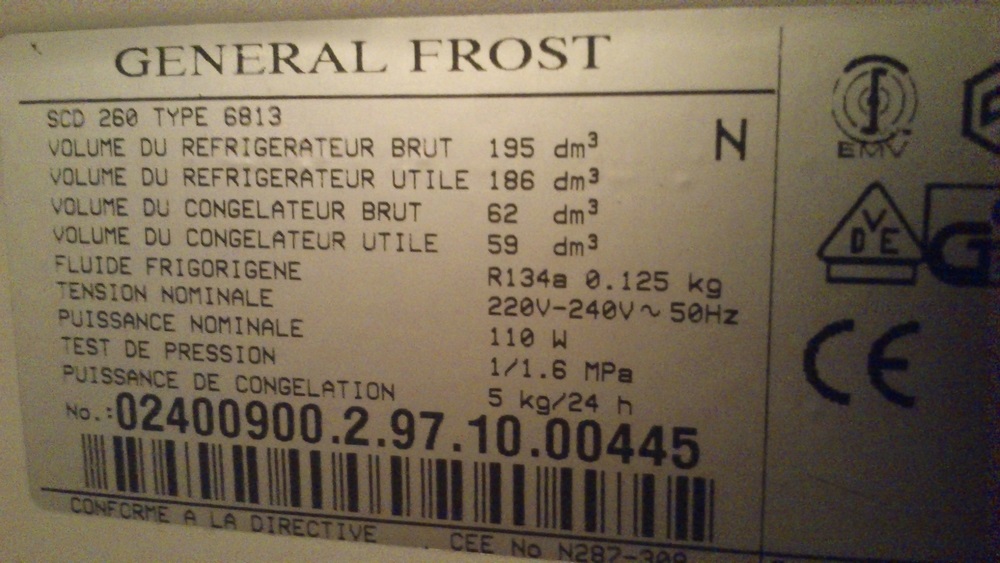 GENERAL FROST
SCD 260 TYPE 6813
N
VOLUME DU REFRIGERATEUR BRUT 195 dm³
VOLUME DU REFRIGERATEUR UTILE 186 dm³
VOLUME DU CONGELATEUR BRUT 62 dm³
VOLUME DU CONGELATEUR UTILE 59 dm³
FLUIDE FRIGORIGENE R134a 0.125 kg
TENSION NOMINALE 220V-240V~ 50Hz
PUISSANCE NOMINALE 110 W
TEST DE PRESSION 1/1.6 MPa
PUISSANCE DE CONGELATION 5 kg/24 h
No.:02400900.2.97.10.00445
CONFORME A LA DIRECTIVE . CEE No N287-309
EMV
DVE
G
CE